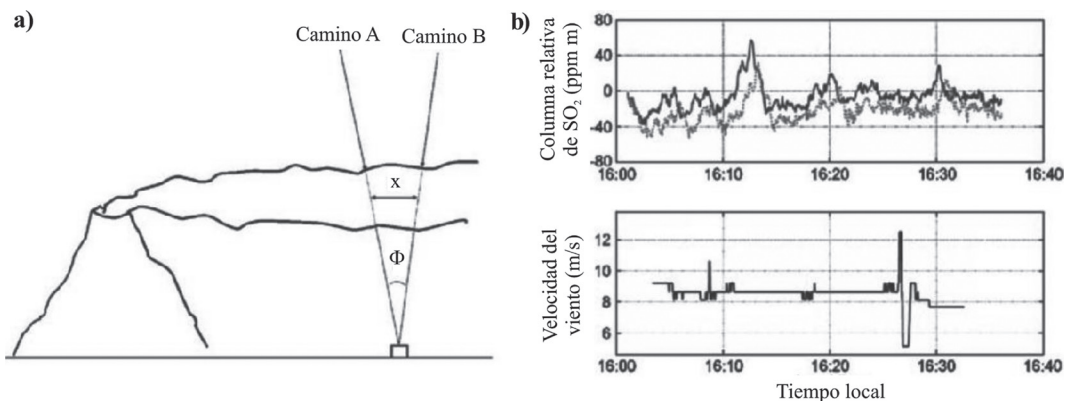 a)
Camino A
Camino B
x
Φ
b)
Columna relativa
de SO₂ (ppm m)
80
40
0
-40
-80
16:00
16:10
16:20
16:30
16:40
Velocidad del
viento (m/s)
12
10
8
6
16:00
16:10
16:20
16:30
16:40
Tiempo local